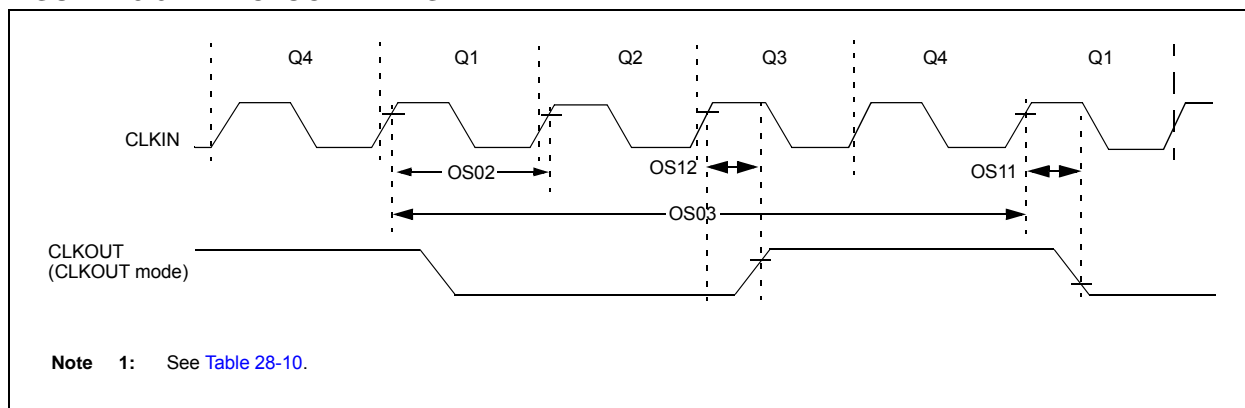 Q4 Q1 Q2 Q3 Q4 Q1
CLKIN
OS02
OS12
OS11
OS03
CLKOUT
(CLKOUT mode)
Note 1: See Table 28-10.